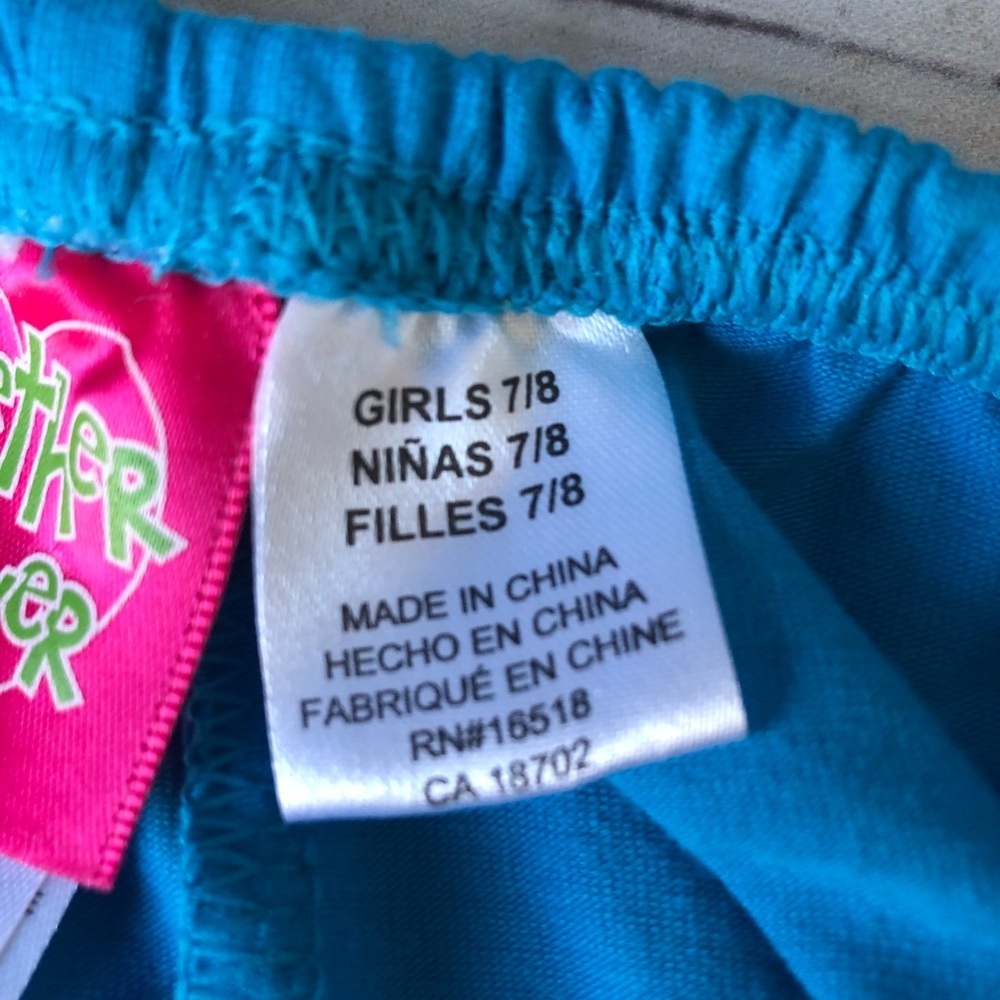 GIRLS 7/8
NIÑAS 7/8
FILLES 7/8
MADE IN CHINA
HECHO EN CHINA
FABRIQUÉ EN CHINE
RN#16518
CA 18702